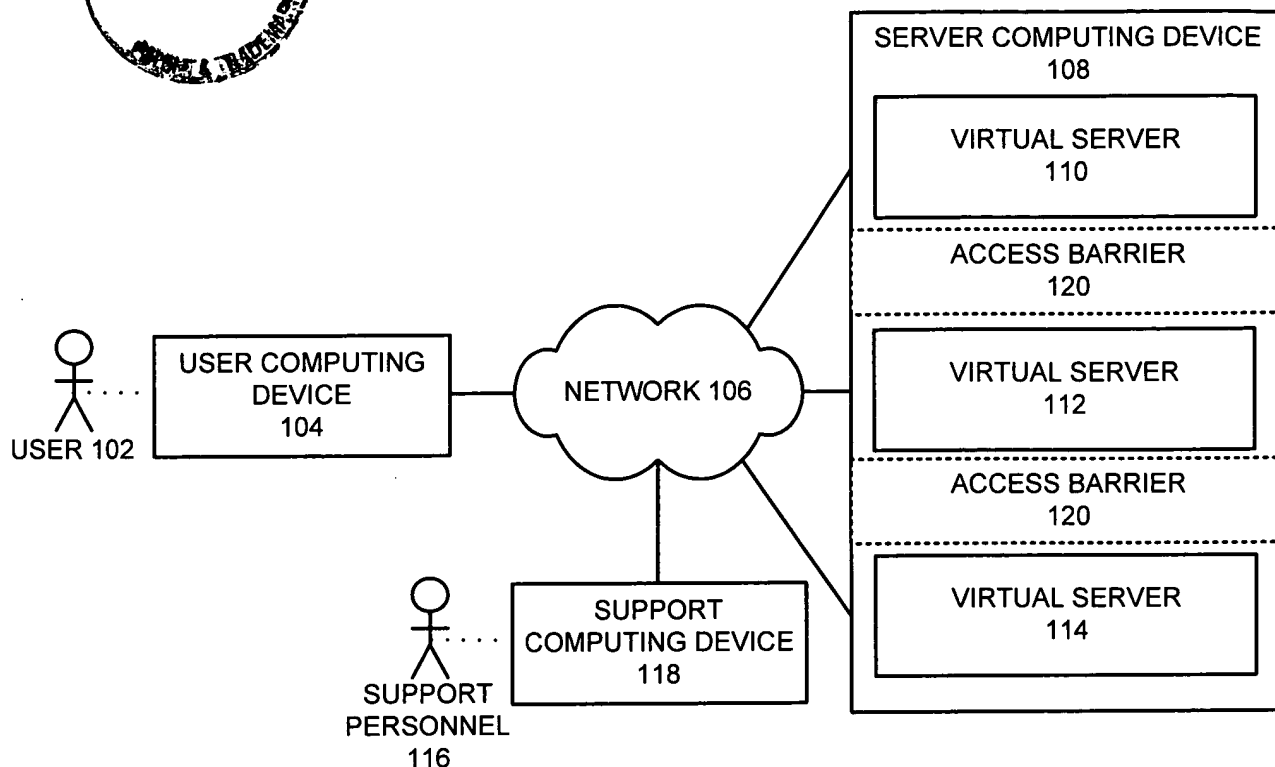 SERVER COMPUTING DEVICE
108
VIRTUAL SERVER
110
ACCESS BARRIER
120
VIRTUAL SERVER
112
ACCESS BARRIER
120
VIRTUAL SERVER
114
USER COMPUTING
DEVICE
104
USER 102
NETWORK 106
SUPPORT
COMPUTING DEVICE
118
SUPPORT
PERSONNEL
116